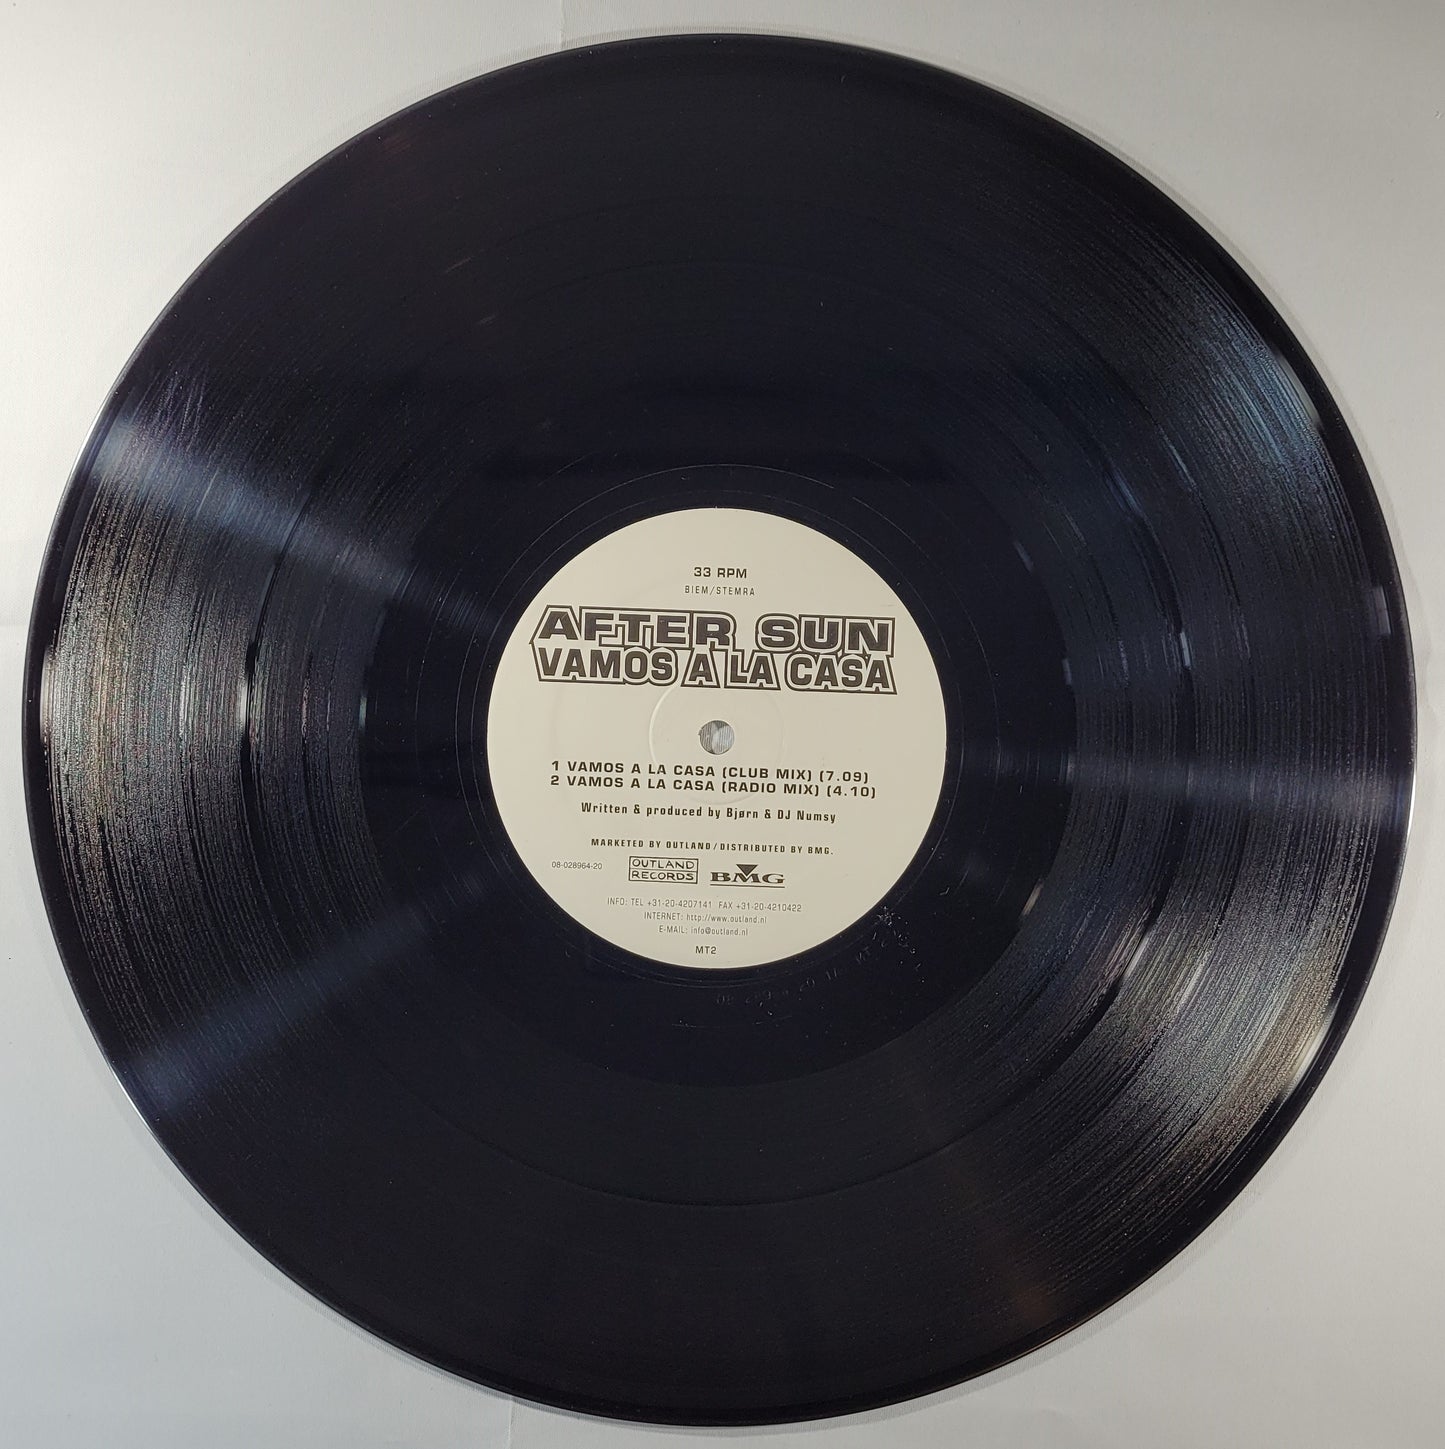 33 RPM
BIEM/STEMRA
AFTER SUN
VAMOS A LA CASA
1 VAMOS A LA CASA (CLUB MIX) (7.09)
2 VAMOS A LA CASA (RADIO MIX) (4.10)
Written & produced by Bjørn & DJ Numsy
MARKETED BY OUTLAND/DISTRIBUTED BY BMG.
08-028964-20
OUTLAND
RECORDS
BMG
INFO: TEL +31-20-4207141 FAX +31-20-4210422
INTERNET: http://www.outland.nl
E-MAIL: info@outland.nl
MT2